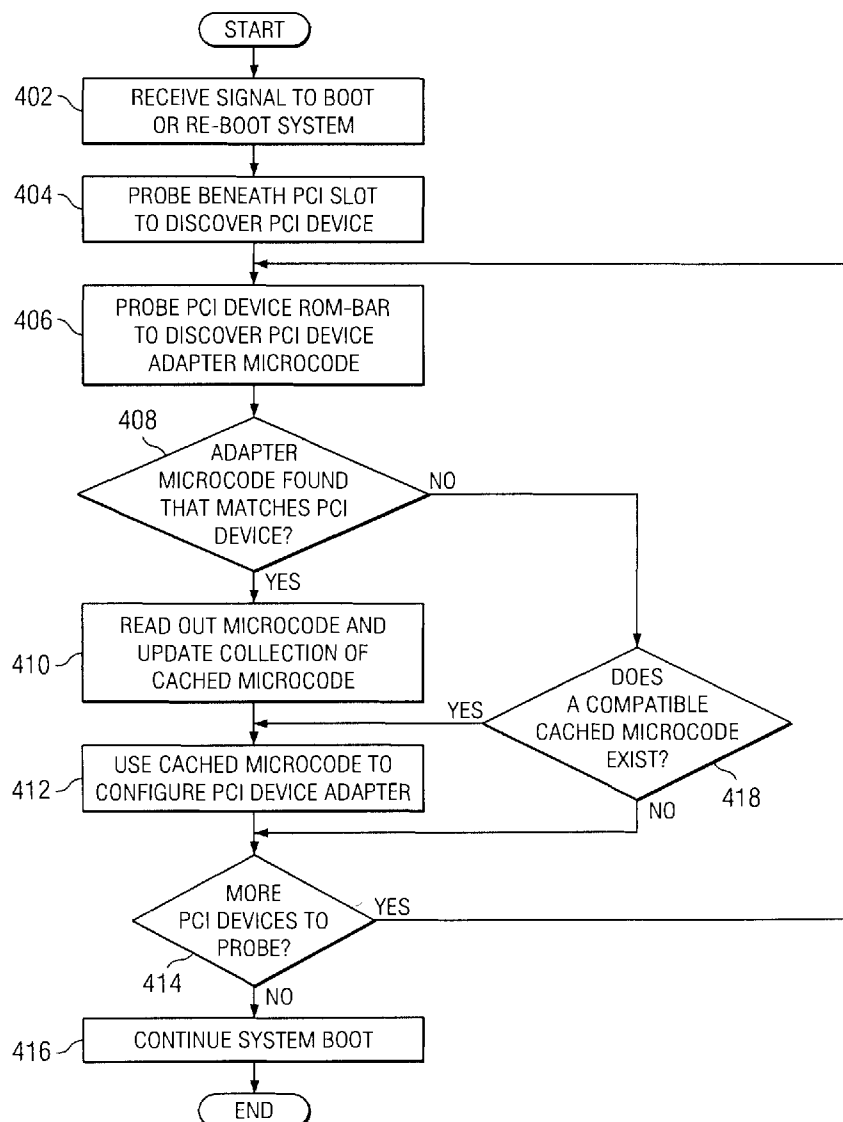 START
402
RECEIVE SIGNAL TO BOOT
OR RE-BOOT SYSTEM
404
PROBE BENEATH PCI SLOT
TO DISCOVER PCI DEVICE
406
PROBE PCI DEVICE ROM-BAR
TO DISCOVER PCI DEVICE
ADAPTER MICROCODE
408
ADAPTER
MICROCODE FOUND
THAT MATCHES PCI
DEVICE?
NO
YES
410
READ OUT MICROCODE AND
UPDATE COLLECTION OF
CACHED MICROCODE
DOES
A COMPATIBLE
CACHED MICROCODE
EXIST?
YES
418
NO
412
USE CACHED MICROCODE TO
CONFIGURE PCI DEVICE ADAPTER
MORE
PCI DEVICES TO
PROBE?
YES
414
NO
416
CONTINUE SYSTEM BOOT
END